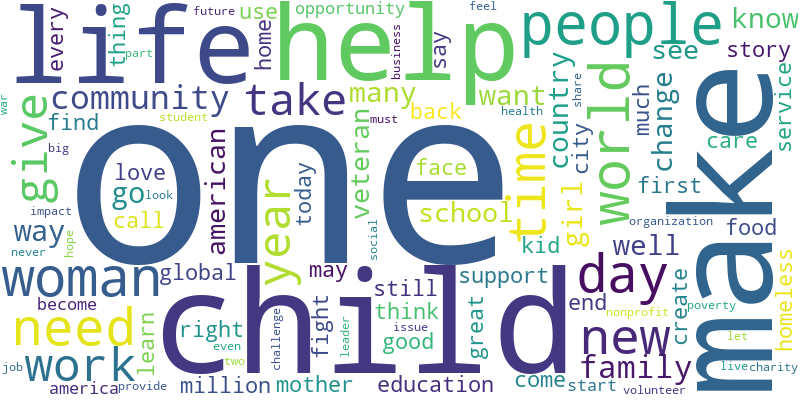 life
help
people
know
every
thing
part
home
future
use
opportunity
business
say
feel
see
story
war
give
community
take
many
want
country
world
share
much
change
make
service
find
student
back
must
health
care
big
one
love
go
look
american
year
today
veteran
face
school
time
girl
city
first
impact
way
call
never
hope
social
kid
organization
well
food
woman
global
may
still
support
day
end
new
create
poverty
homeless
become
need
child
right
even
two
challenge
fight
leader
think
issue
good
great
nonprofit
let
family
work
learn
job
america
provide
million
mother
education
come
start
volunteer
live
charity